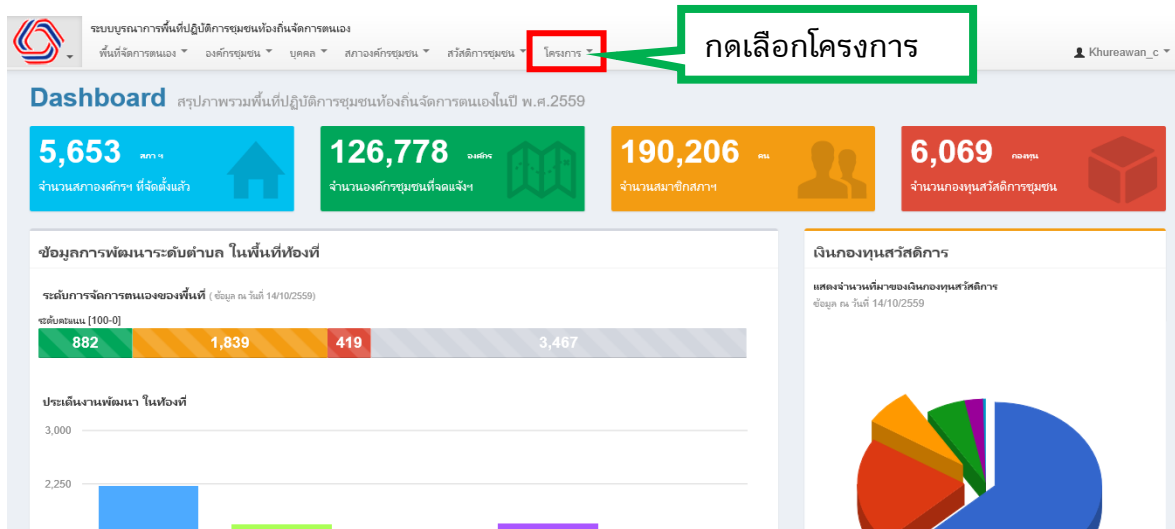 ระบบบูรณาการพื้นที่ปฏิบัติการชุมชนท้องถิ่นจัดการตนเอง
พื้นที่จัดการตนเอง องค์กรชุมชน บุคคล สภาองค์กรชุมชน สวัสดิการชุมชน โครงการ
กดเลือกโครงการ
Khureawan_c
Dashboard สรุปภาพรวมพื้นที่ปฏิบัติการชุมชนท้องถิ่นจัดการตนเองในปี พ.ศ.2559
5,653 สภา ฯ
จำนวนสภาองค์กรฯ ที่จัดตั้งแล้ว
126,778 องค์กร
จำนวนองค์กรชุมชนที่จดแจ้งฯ
190,206 คน
จำนวนสมาชิกสภาฯ
6,069 กองทุน
จำนวนกองทุนสวัสดิการชุมชน
ข้อมูลการพัฒนาระดับตำบล ในพื้นที่ท้องที่
ระดับการจัดการตนเองของพื้นที่ ( ข้อมูล ณ วันที่ 14/10/2559)
ระดับคะแนน [100-0]
882 1,839 419 3,467
ประเด็นงานพัฒนา ในท้องที่
3,000
2,250
เงินกองทุนสวัสดิการ
แสดงจำนวนที่มาของเงินกองทุนสวัสดิการ
ข้อมูล ณ วันที่ 14/10/2559